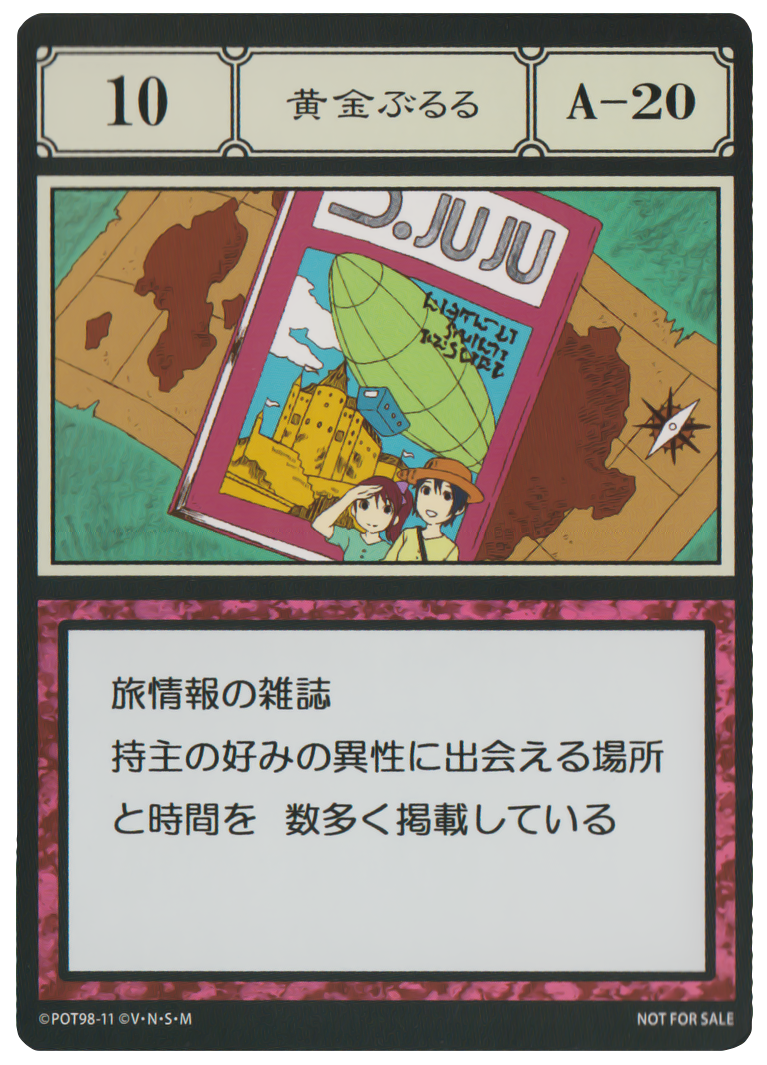 10
黄金ぶるる
A-20
.JUJU
旅情報の雑誌
持主の好みの異性に出会える場所
と時間を 数多く掲載している
©POT98-11 ©V・N・S・M
NOT FOR SALE